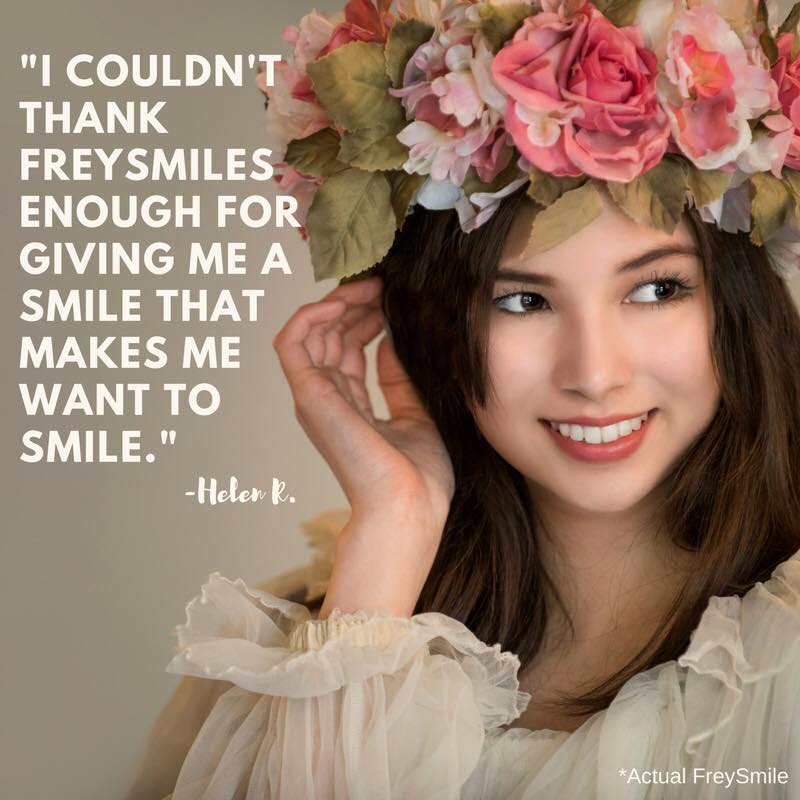 "I COULDN'T
THANK
FREYSMILES
ENOUGH FOR
GIVING ME A
SMILE THAT
MAKES ME
WANT TO
SMILE."
-Helen R.
*Actual FreySmile